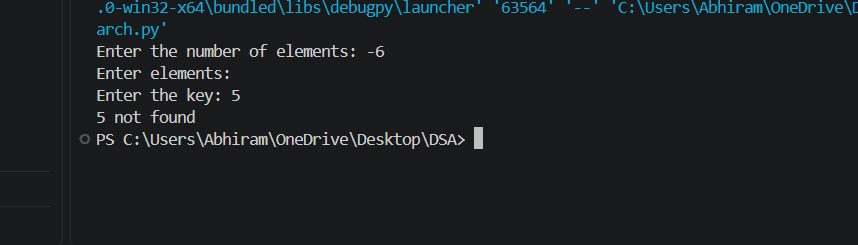 .0-win32-x64\bundled\libs\debugpy\launcher' '63564' '--' 'C:\Users\Abhiram\OneDrive\D
arch.py'
Enter the number of elements: -6
Enter elements:
Enter the key: 5
5 not found
PS C:\Users\Abhiram\OneDrive\Desktop\DSA>